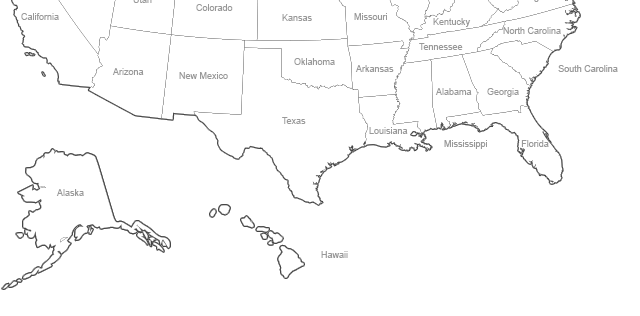 Utah
Colorado
California
Kansas
Missouri
Kentucky
North Carolina
Tennessee
Oklahoma
Arizona
New Mexico
Arkansas
South Carolina
Alabama
Georgia
Texas
Louisiana
Mississippi
Florida
Alaska
Hawaii